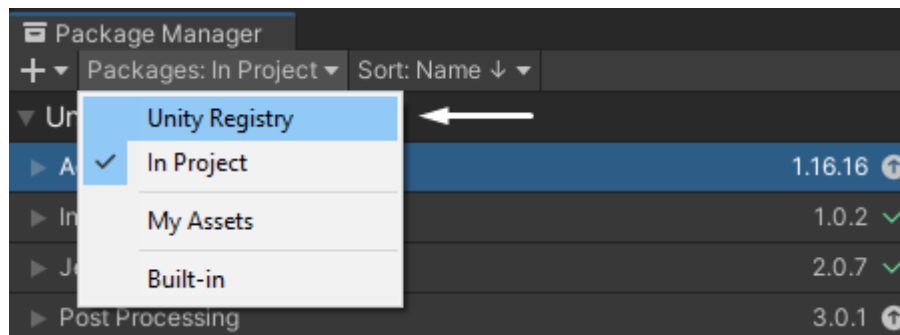 Package Manager
Packages: In Project Sort: Name ↓
Un
Unity Registry
In Project 1.16.16
My Assets 1.0.2
Built-in 2.0.7
Post Processing 3.0.1